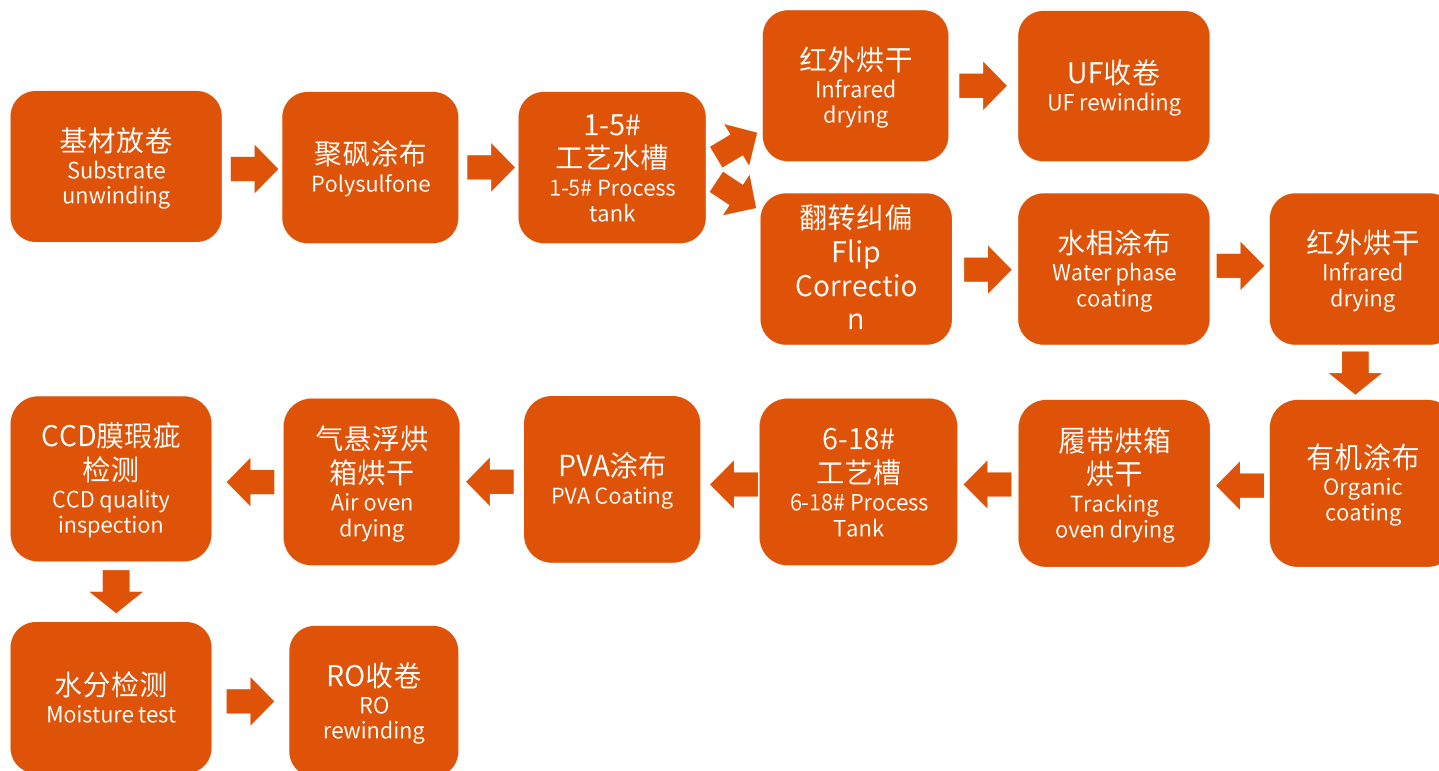 基材放卷
Substrate
unwinding
聚砜涂布
Polysulfone
1-5#
工艺水槽
1-5# Process
tank
红外烘干
Infrared
drying
UF收卷
UF rewinding
翻转纠偏
Flip
Correctio
n
水相涂布
Water phase
coating
红外烘干
Infrared
drying
有机涂布
Organic
coating
履带烘箱
烘干
Tracking
oven drying
6-18#
工艺槽
6-18# Process
Tank
PVA涂布
PVA Coating
气悬浮烘
箱烘干
Air oven
drying
CCD膜瑕疵
检测
CCD quality
inspection
水分检测
Moisture test
RO收卷
RO
rewinding